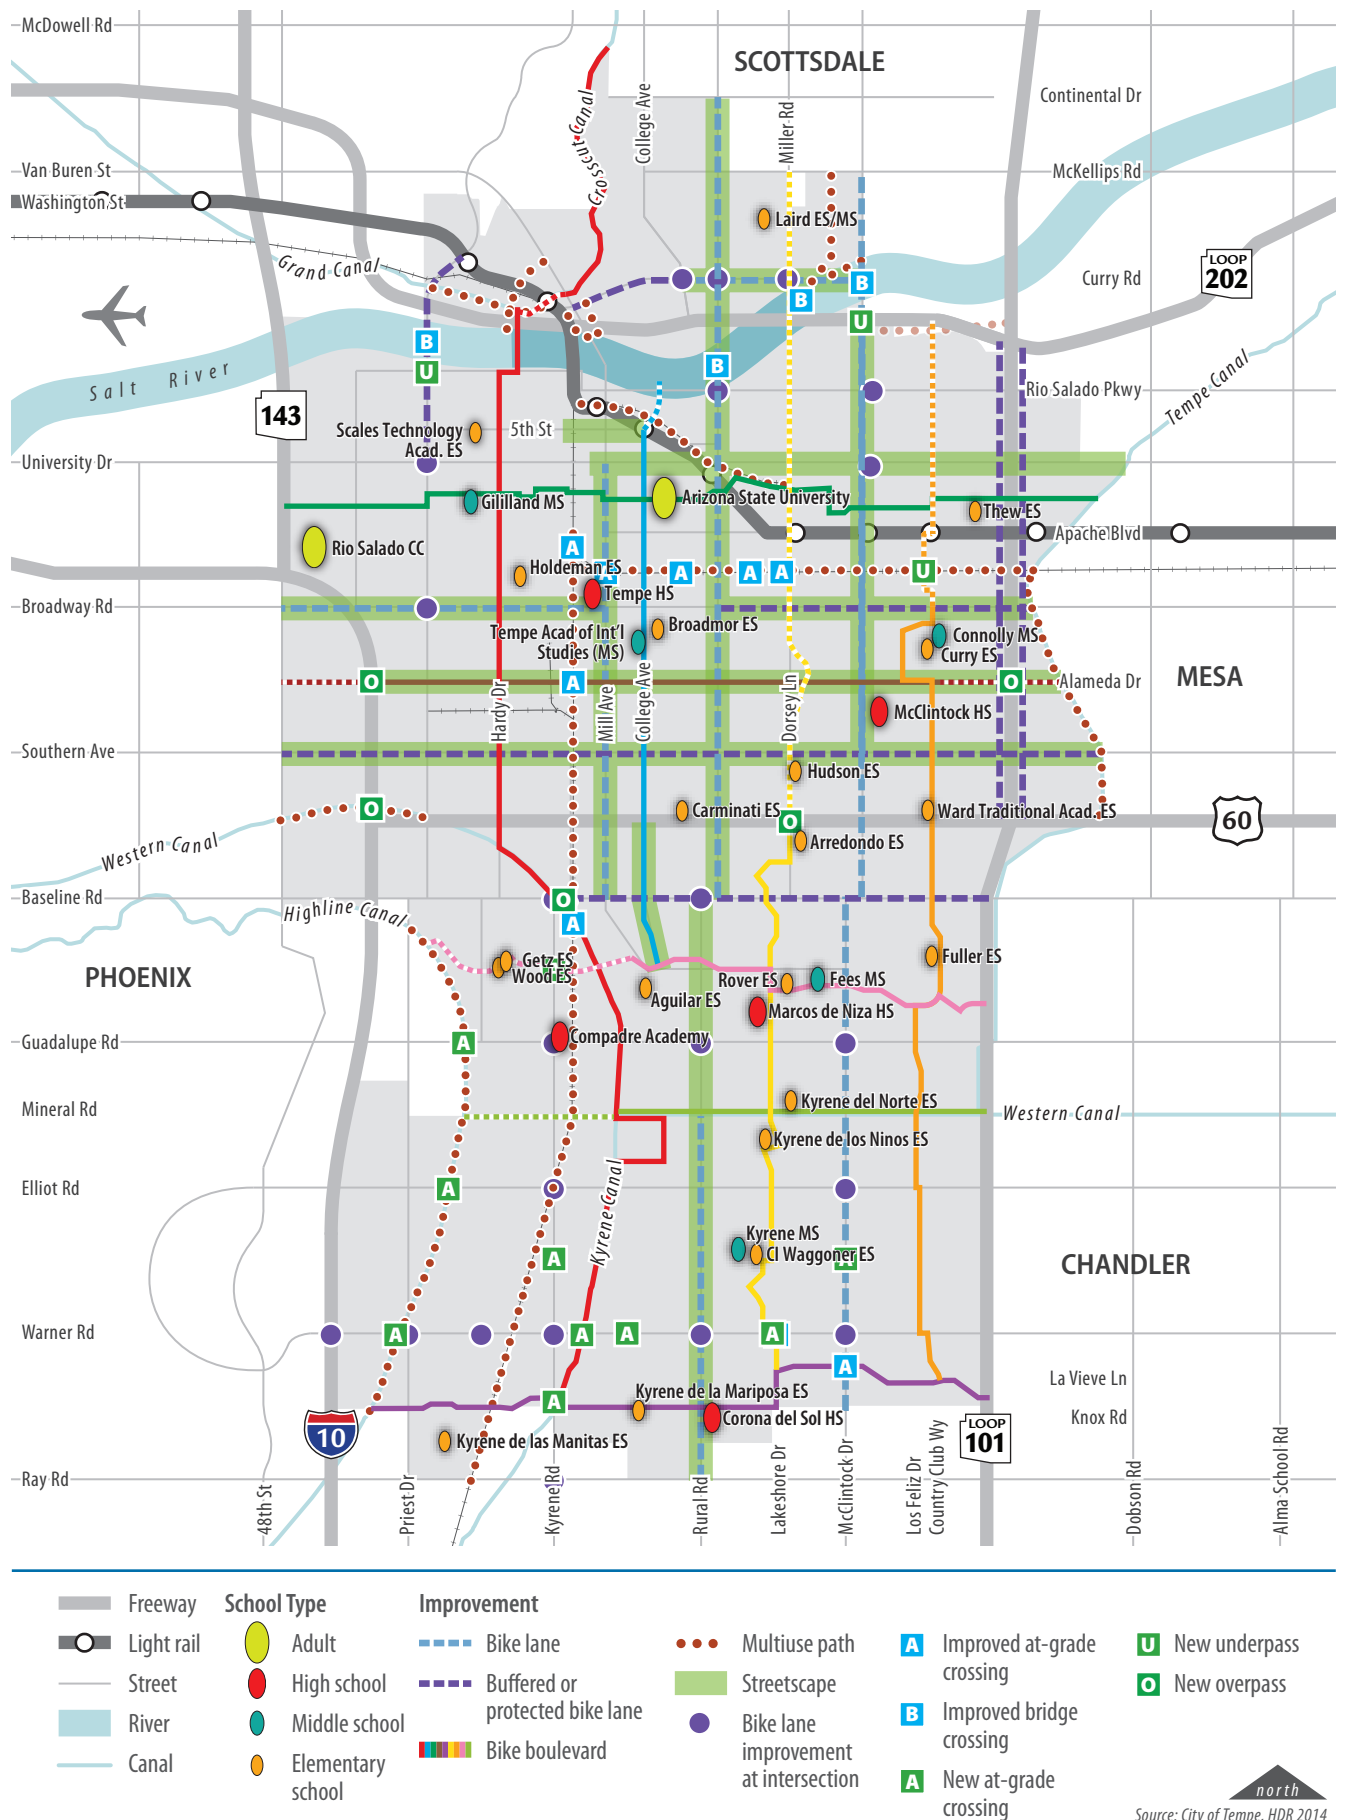 McDowell Rd
SCOTTSDALE
Continental Dr
Crosscut Canal
College Ave
Miller Rd
Van Buren St
McKellips Rd
Washington St
Laird ES/MS
Grand Canal
Curry Rd
LOOP
202
B
B
U
B
U
B
Salt River
143
Rio Salado Pkwy
Tempe Canal
Scales Technology
Acad. ES
5th St
University Dr
Gililland MS
Arizona State University
Thew ES
Rio Salado CC
Apache Blvd
A
Holdeman ES
A
A
A
A
U
Tempe HS
Broadway Rd
Tempe Acad of Int'l
Studies (MS)
Broadmor ES
Connolly MS
Curry ES
O
A
O
Alameda Dr
MESA
Hardy Dr
Mill Ave
College Ave
Dorsey Ln
McClintock HS
Southern Ave
Hudson ES
O
Carminati ES
O
Ward Traditional Acad. ES
60
Western Canal
Arredondo ES
Baseline Rd
O
A
Highline Canal
PHOENIX
Getz ES
Wood ES
Aguilar ES
Rover ES
Fees MS
Fuller ES
Marcos de Niza HS
Guadalupe Rd
A
Compadre Academy
Mineral Rd
Kyrene del Norte ES
Western Canal
Kyrene de los Ninos ES
Elliot Rd
A
Kyrene Canal
A
Kyrene MS
CI Waggoner ES
A
CHANDLER
Warner Rd
A
A
A
A
A
La Vieve Ln
Kyrene de la Mariposa ES
A
Corona del Sol HS
Knox Rd
10
Kyrene de las Manitas ES
LOOP
101
Ray Rd
48th St
Priest Dr
Kyrene Rd
Rural Rd
Lakeshore Dr
McClintock Dr
Los Feliz Dr
Country Club Wy
Dobson Rd
Alma School Rd
Freeway
Light rail
Street
River
Canal
School Type
Adult
High school
Middle school
Elementary
school
Improvement
Bike lane
Buffered or
protected bike lane
Bike boulevard
Multiuse path
Streetscape
Bike lane
improvement
at intersection
A Improved at-grade
crossing
B Improved bridge
crossing
A New at-grade
crossing
U New underpass
O New overpass
north
Source: City of Tempe, HDR 2014